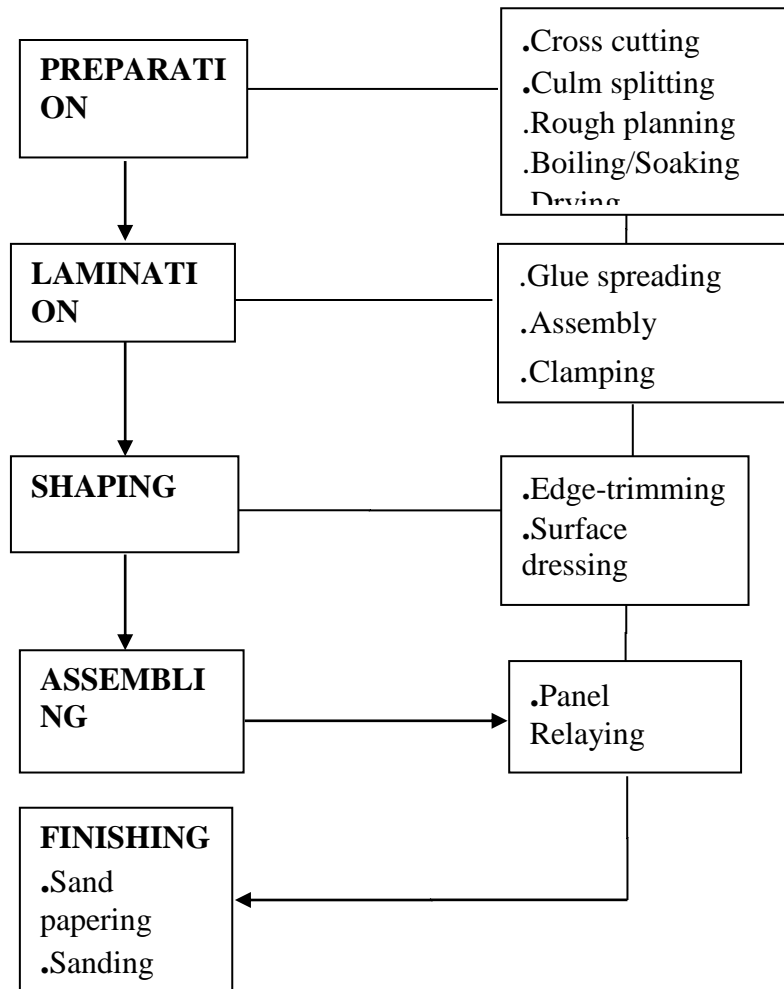 PREPARATI
ON
.Cross cutting
.Culm splitting
.Rough planning
.Boiling/Soaking
Drying
LAMINATI
ON
.Glue spreading
.Assembly
.Clamping
SHAPING
.Edge-trimming
.Surface
dressing
ASSEMBLI
NG
.Panel
Relaying
FINISHING
.Sand
papering
.Sanding